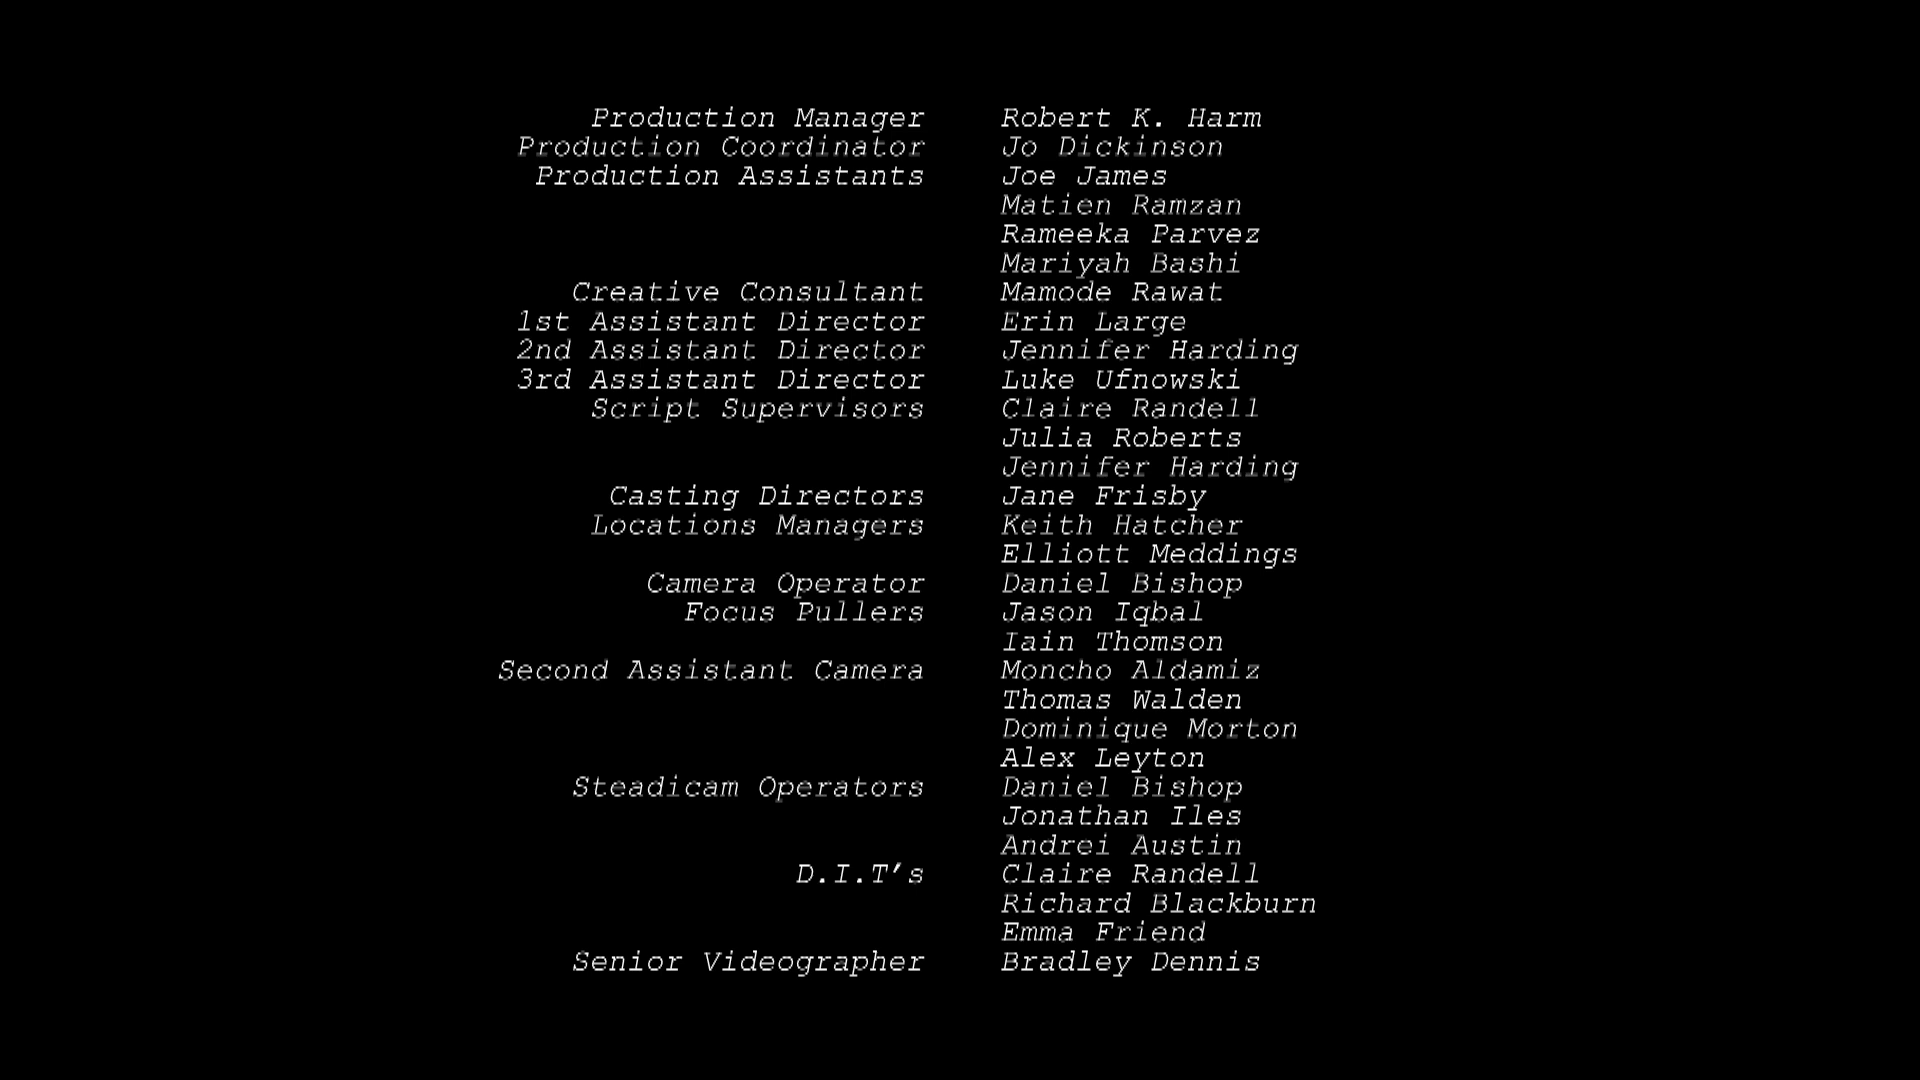 Production Manager Robert K. Harm
Production Coordinator Jo Dickinson
Production Assistants Joe James
Matien Ramzan
Rameeka Parvez
Mariyah Bashi
Creative Consultant Mamode Rawat
1st Assistant Director Erin Large
2nd Assistant Director Jennifer Harding
3rd Assistant Director Luke Ufnowski
Script Supervisors Claire Randell
Julia Roberts
Jennifer Harding
Casting Directors Jane Frisby
Locations Managers Keith Hatcher
Elliott Meddings
Camera Operator Daniel Bishop
Focus Pullers Jason Iqbal
Iain Thomson
Second Assistant Camera Moncho Aldamiz
Thomas Walden
Dominique Morton
Alex Leyton
Steadicam Operators Daniel Bishop
Jonathan Iles
Andrei Austin
D.I.T's Claire Randell
Richard Blackburn
Emma Friend
Senior Videographer Bradley Dennis